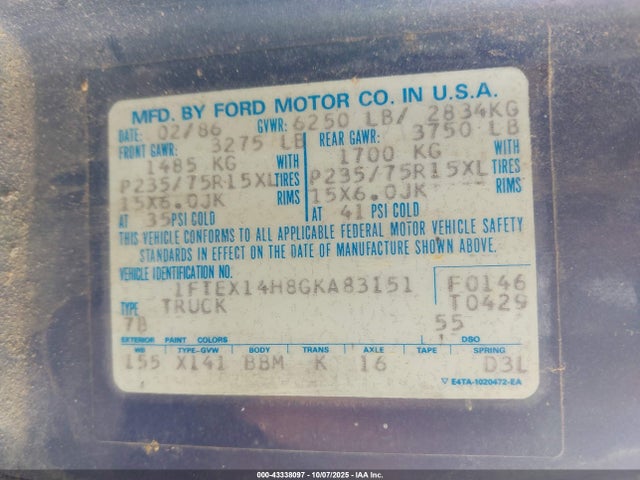 MFD. BY FORD MOTOR CO. IN U.S.A.
DATE: 02/86 GVWR: 6250 LB/ 2834KG
FRONT GAWR: 3275 LB REAR GAWR: 3750 LB
1485 KG WITH 1700 KG WITH
P235/75R15XL TIRES P235/75R15XL TIRES
15X6.0JK RIMS 15X6.0JK RIMS
AT 35 PSI COLD AT 41 PSI COLD
THIS VEHICLE CONFORMS TO ALL APPLICABLE FEDERAL MOTOR VEHICLE SAFETY
STANDARDS IN EFFECT ON THE DATE OF MANUFACTURE SHOWN ABOVE.
VEHICLE IDENTIFICATION NO.
1FTEX14H8GKA83151 F0146
TYPE TRUCK T0429
7B 55
EXTERIOR PAINT COLORS DSO
WB TYPE-GVW BODY TRANS AXLE TAPE SPRING
155 X141 BBM K 16 D3L
▽ E4TA-1020472-EA
000-43338097 - 10/07/2025 - IAA Inc.